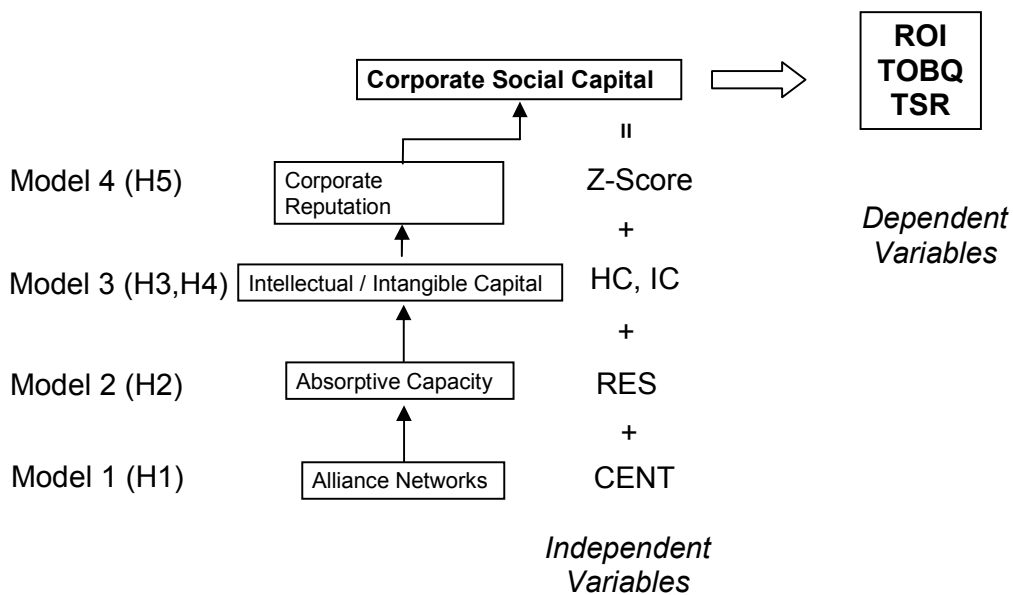 ROI
TOBQ
TSR
Corporate Social Capital
=
Model 4 (H5)
Corporate
Reputation
Z-Score
+
Dependent
Variables
Model 3 (H3,H4)
Intellectual / Intangible Capital
HC, IC
+
Model 2 (H2)
Absorptive Capacity
RES
+
Model 1 (H1)
Alliance Networks
CENT
Independent
Variables